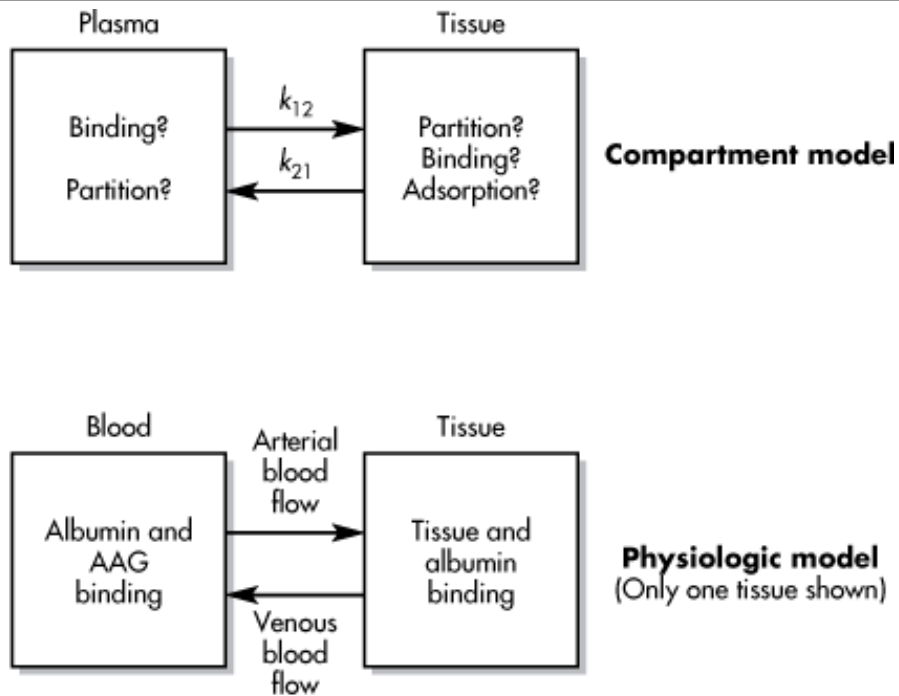 Plasma
Tissue
Binding?
Partition?
k12
k21
Partition?
Binding?
Adsorption?
Compartment model
Blood
Tissue
Arterial
blood
flow
Albumin and
AAG
binding
Venous
blood
flow
Tissue and
albumin
binding
Physiologic model
(Only one tissue shown)